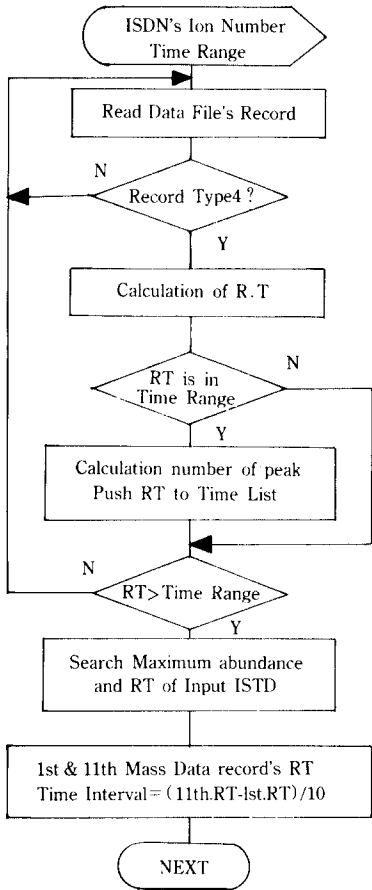 ISDN's Ion Number
Time Range
Read Data File's Record
N
Record Type4 ?
Y
Calculation of R.T
N
RT is in
Time Range
Y
Calculation number of peak
Push RT to Time List
N
RT>Time Range
Y
Search Maximum abundance
and RT of Input ISTD
1st & 11th Mass Data record's RT
Time Interval=(11th.RT-1st.RT)/10
NEXT